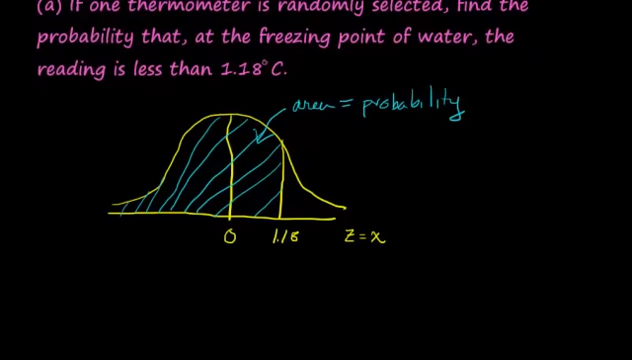 (a) If one thermometer is randomly selected, find the
probability that, at the freezing point of water, the
reading is less than 1.18°C.
area = probability
0 1.18 z = x